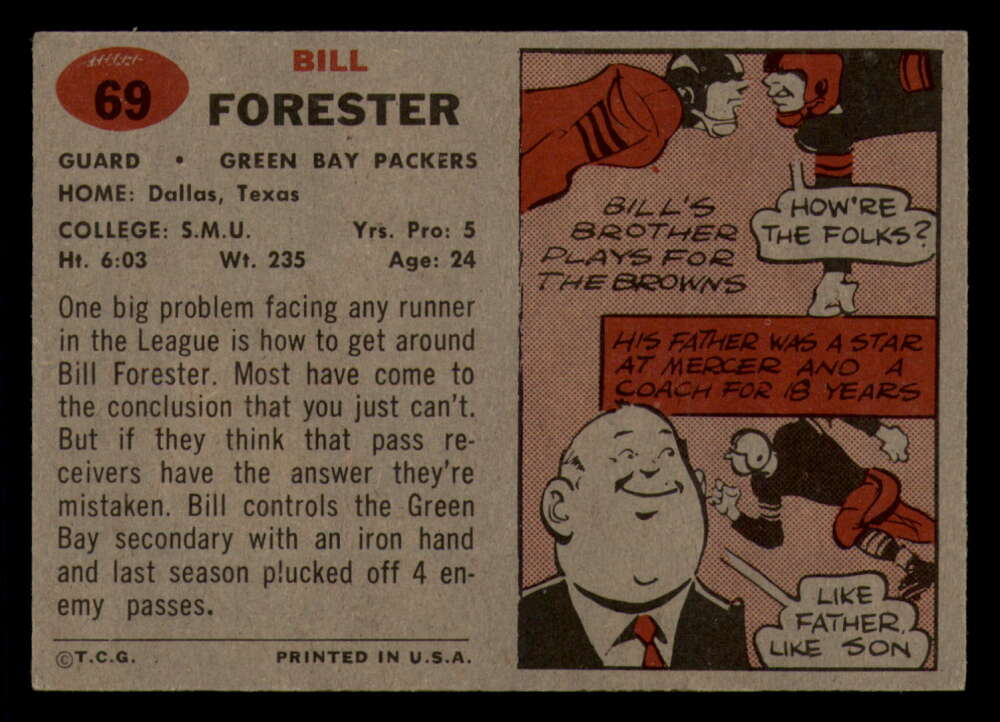 69
BILL
FORESTER
GUARD • GREEN BAY PACKERS
HOME: Dallas, Texas
COLLEGE: S.M.U. Yrs. Pro: 5
Ht. 6:03 Wt. 235 Age: 24
One big problem facing any runner
in the League is how to get around
Bill Forester. Most have come to
the conclusion that you just can't.
But if they think that pass re-
ceivers have the answer they're
mistaken. Bill controls the Green
Bay secondary with an iron hand
and last season plucked off 4 en-
emy passes.
©T.C.G. PRINTED IN U.S.A.
BILL'S
BROTHER
PLAYS FOR
THE BROWNS
HOW'RE
THE FOLKS?
HIS FATHER WAS A STAR
AT MERCER AND A
COACH FOR 18 YEARS
LIKE
FATHER,
LIKE SON